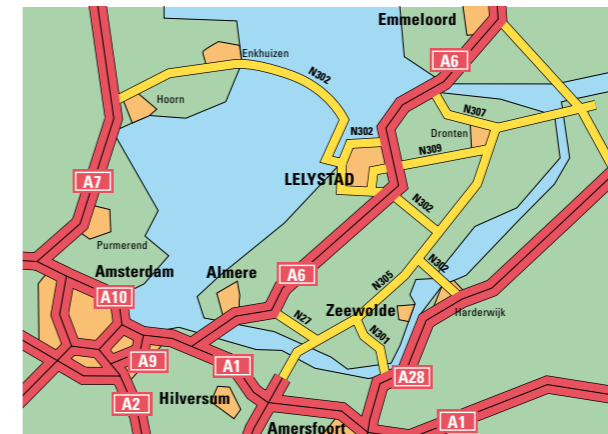 Emmeloord
A6
Enkhuizen
N302
Hoorn
N307
N302
Dronten
N309
LELYSTAD
A7
N302
Purmerend
Amsterdam
Almere
A6
N305
N302
A10
Zeewolde
Harderwijk
N27
N301
A9
A1
A28
A2
Hilversum
Amersfoort
A1